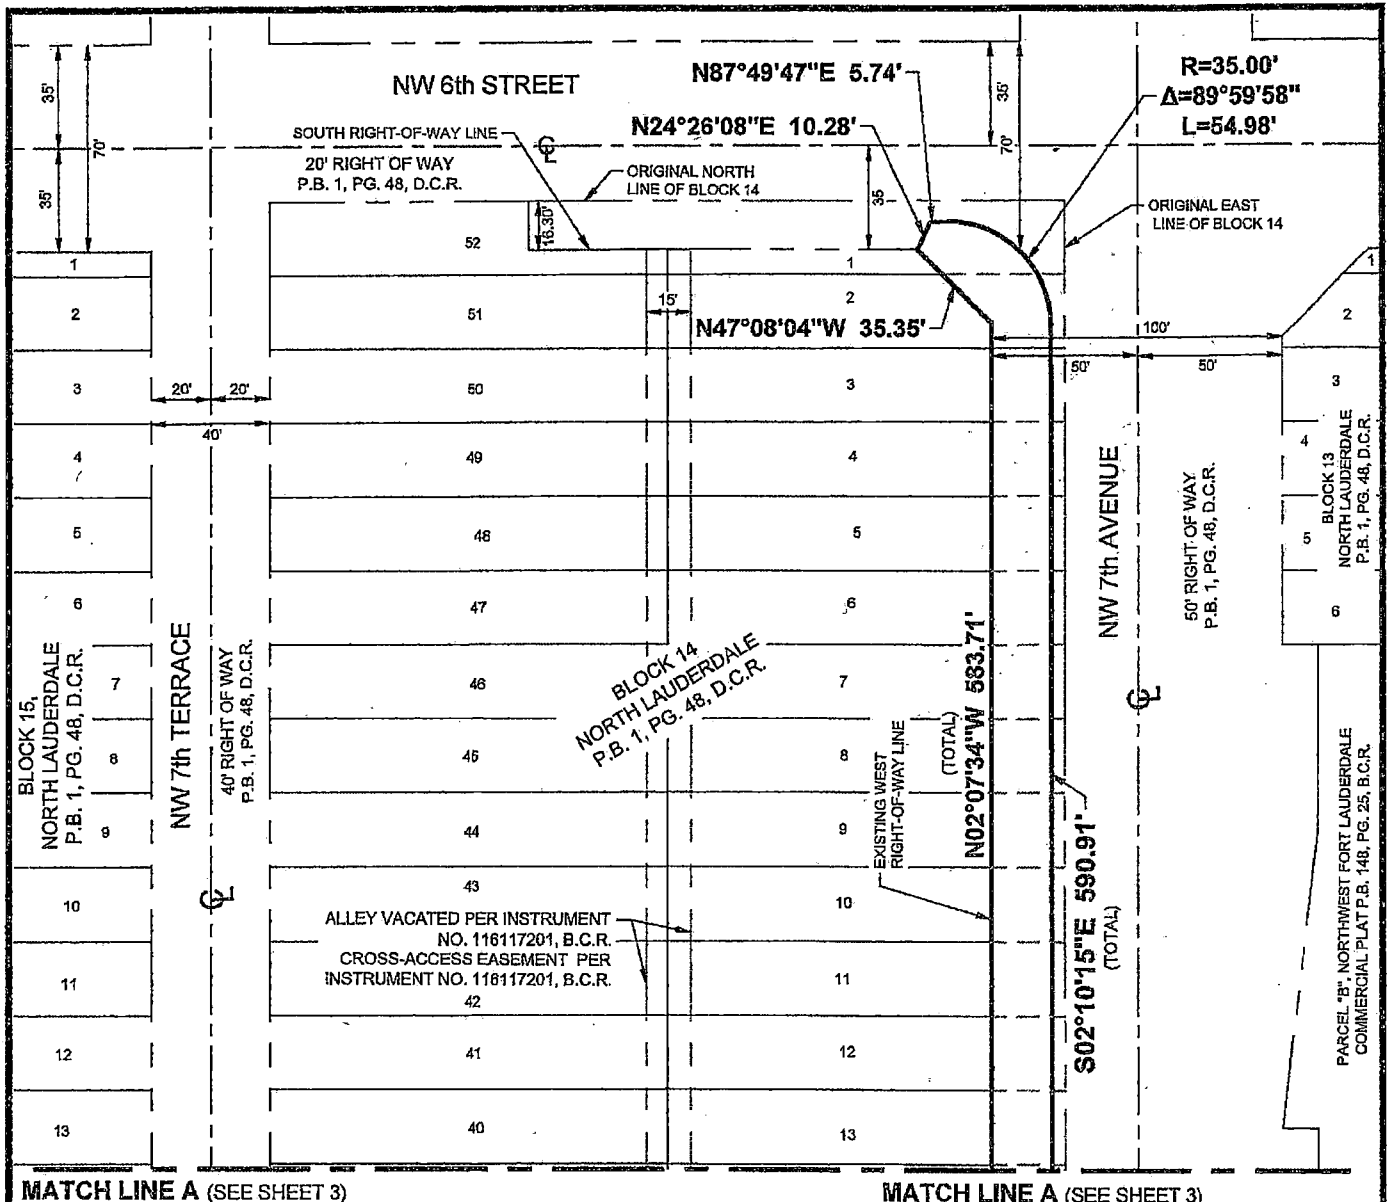 NW 6th STREET
N87°49'47"E 5.74'
R=35.00'
Δ=89°59'58"
L=54.98'
N24°26'08"E 10.28'
35'
70'
35'
SOUTH RIGHT-OF-WAY LINE
20' RIGHT OF WAY
P.B. 1, PG. 48, D.C.R.
CL
ORIGINAL NORTH
LINE OF BLOCK 14
35'
70'
35
ORIGINAL EAST
LINE OF BLOCK 14
16.30'
52
1
1
1
2
51
15'
2
2
N47°08'04"W 35.35'
100'
50'
50'
3
50
3
3
20'
20'
40'
4
49
4
4
BLOCK 13
NORTH LAUDERDALE
P.B. 1, PG. 48, D.C.R.
5
48
5
5
6
47
6
6
NW 7th AVENUE
50' RIGHT OF WAY
P.B. 1, PG. 48, D.C.R.
CL
BLOCK 15,
NORTH LAUDERDALE
P.B. 1, PG. 48, D.C.R.
NW 7th TERRACE
40' RIGHT OF WAY
P.B. 1, PG. 48, D.C.R.
CL
BLOCK 14
NORTH LAUDERDALE
P.B. 1, PG. 48, D.C.R.
7
46
7
8
45
8
9
44
9
EXISTING WEST
RIGHT-OF-WAY LINE
(TOTAL)
N02°07'34"W 583.71'
S02°10'15"E 590.91'
(TOTAL)
PARCEL "B", NORTHWEST FORT LAUDERDALE
COMMERCIAL PLAT P.B. 148, PG. 25, B.C.R.
10
43
10
ALLEY VACATED PER INSTRUMENT
NO. 116117201, B.C.R.
CROSS-ACCESS EASEMENT PER
INSTRUMENT NO. 116117201, B.C.R.
11
42
11
12
41
12
13
40
13
MATCH LINE A (SEE SHEET 3)
MATCH LINE A (SEE SHEET 3)